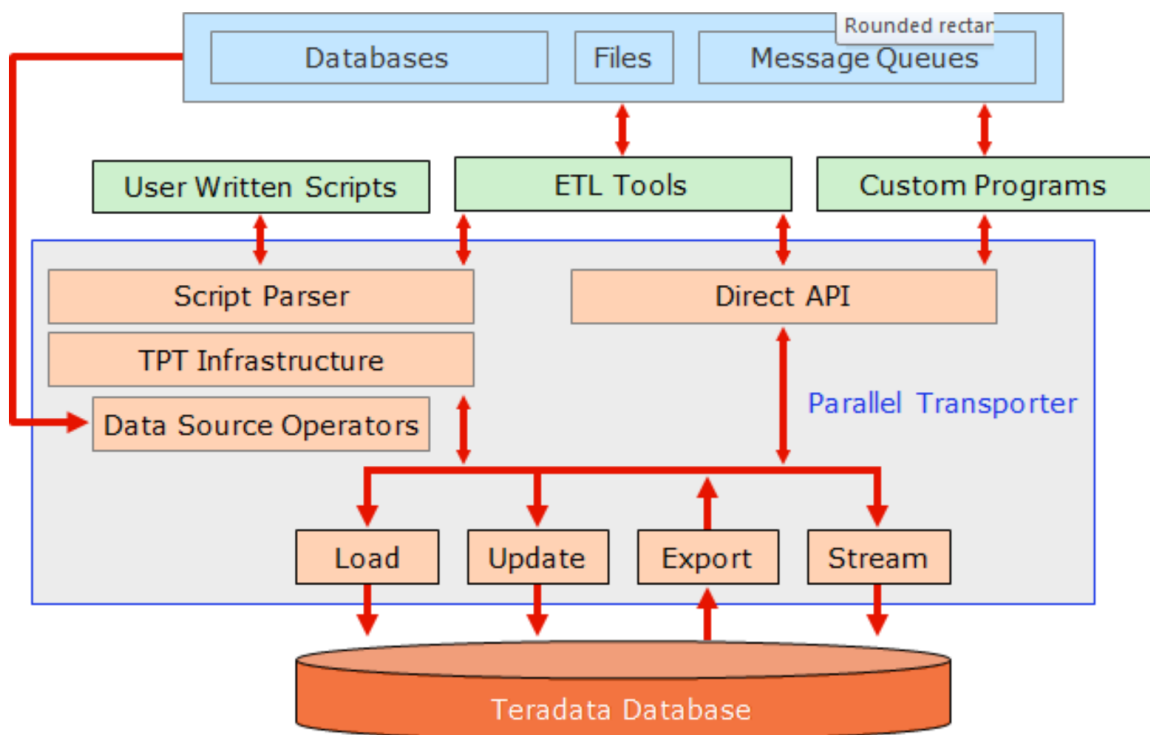 Rounded rectan
Databases
Files
Message Queues
User Written Scripts
ETL Tools
Custom Programs
Script Parser
Direct API
TPT Infrastructure
Parallel Transporter
Data Source Operators
Load
Update
Export
Stream
Teradata Database